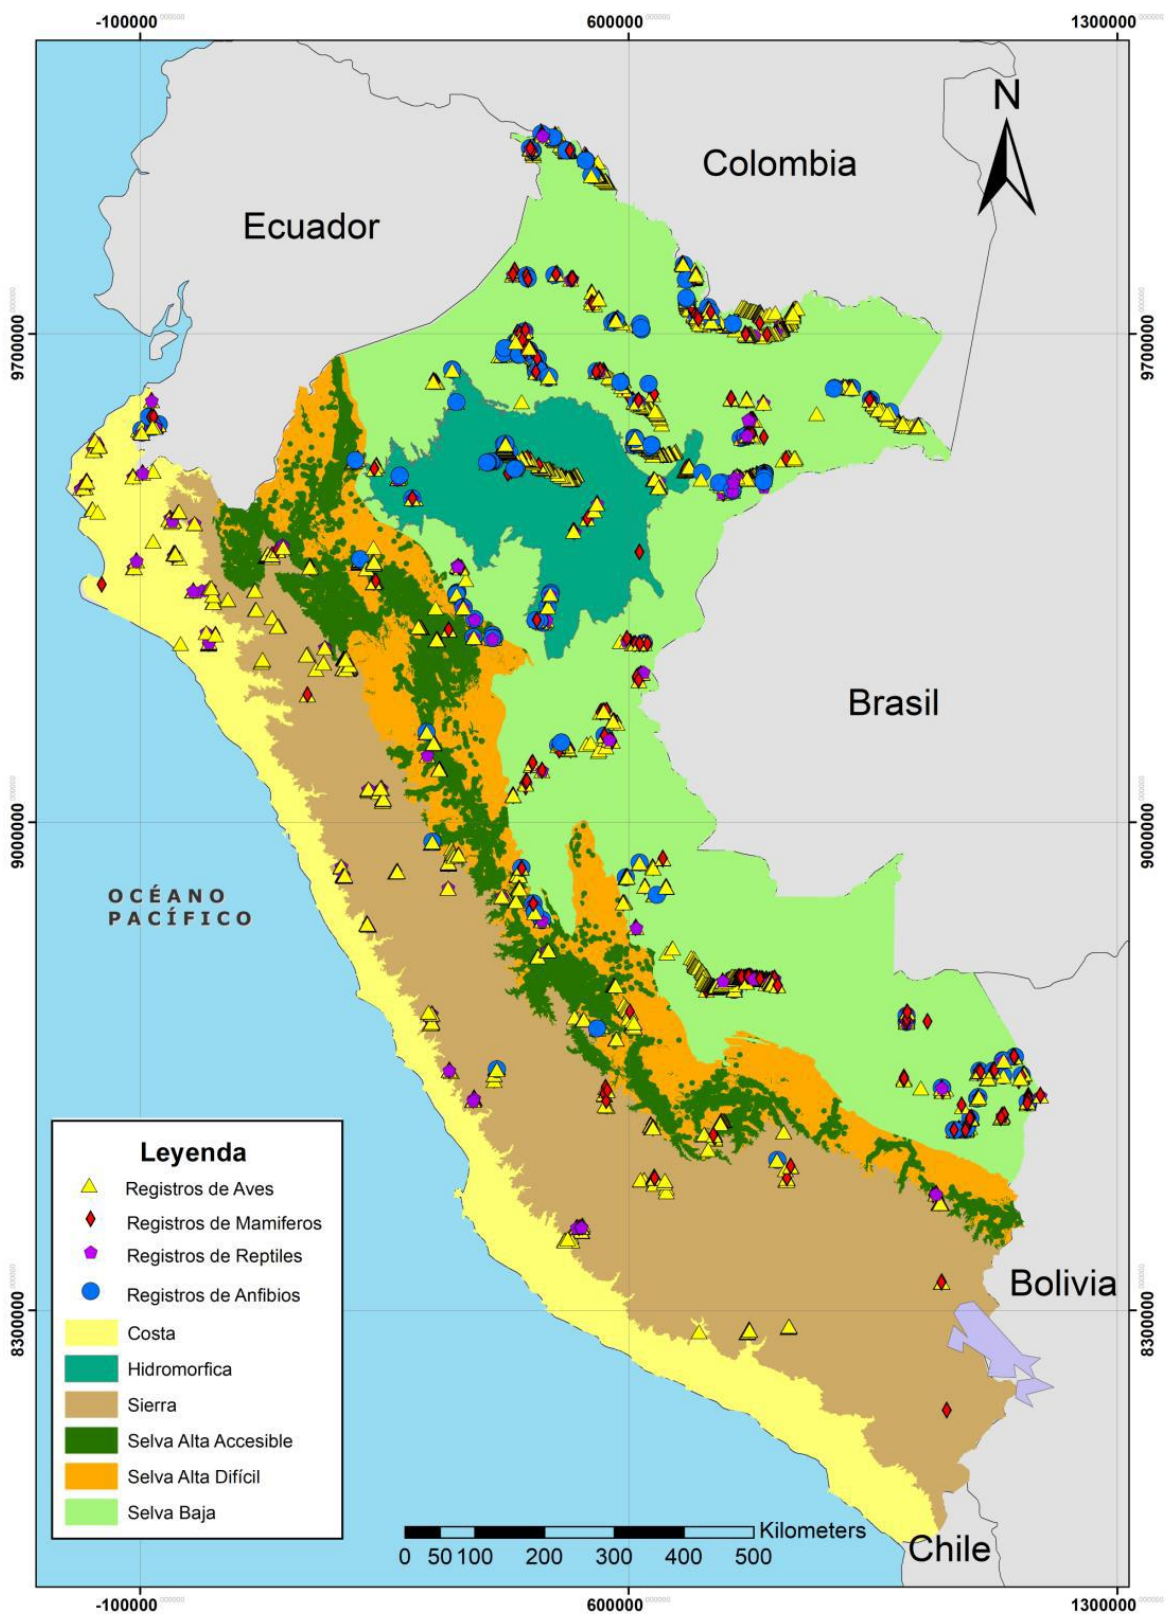 -100000 600000 1300000
N
Colombia
Ecuador
9700000 9700000
Brasil
9000000
OCÉANO
PACÍFICO
Leyenda
Registros de Aves
Registros de Mamiferos
Registros de Reptiles
Registros de Anfibios
Costa
Hidromorfica
Sierra
Selva Alta Accesible
Selva Alta Difícil
Selva Baja
Bolivia
8300000 8300000
Kilometers
0 50 100 200 300 400 500
Chile
-100000 600000 1300000